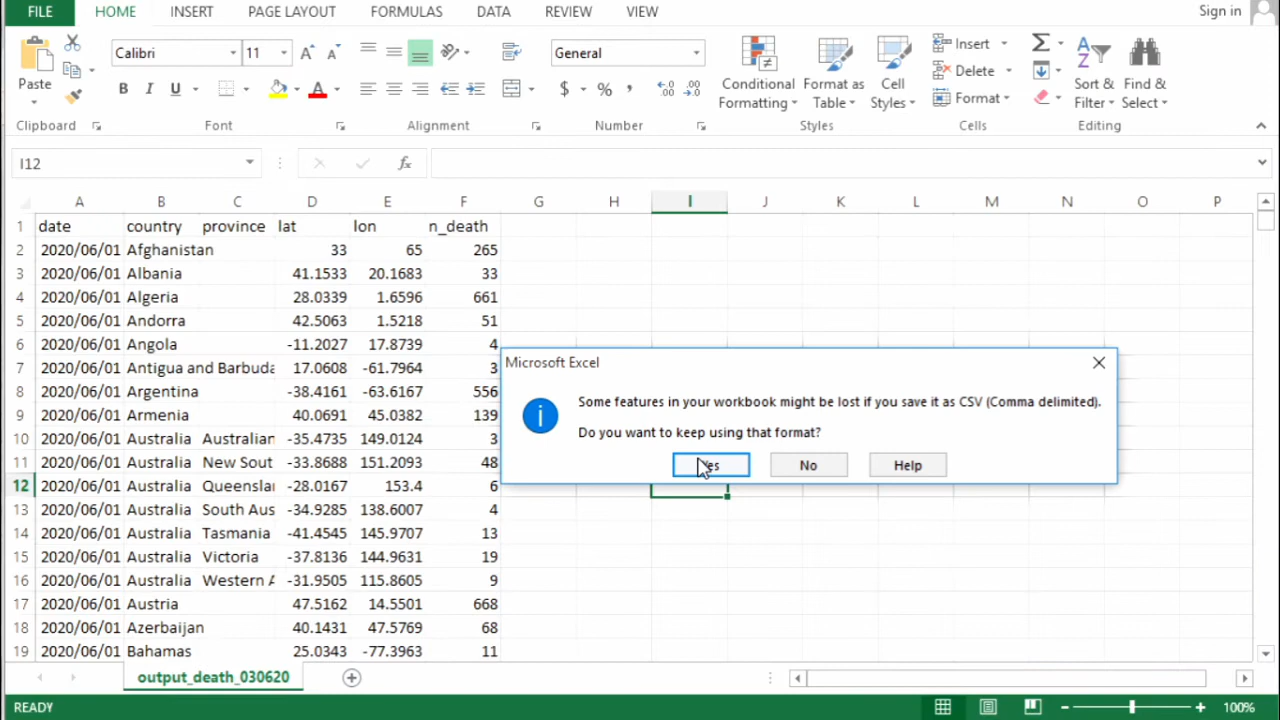 FILE HOME INSERT PAGE LAYOUT FORMULAS DATA REVIEW VIEW Sign in
Paste
Calibri 11
B I U A
General
$ % ,
Conditional Formatting
Format as Table
Cell Styles
Insert
Delete
Format
Sort & Filter
Find & Select
Clipboard Font Alignment Number Styles Cells Editing
I12 fx
A B C D E F G H I J K L M N O P
1 date country province lat lon n_death
2 2020/06/01 Afghanistan 33 65 265
3 2020/06/01 Albania 41.1533 20.1683 33
4 2020/06/01 Algeria 28.0339 1.6596 661
5 2020/06/01 Andorra 42.5063 1.5218 51
6 2020/06/01 Angola -11.2027 17.8739 4
7 2020/06/01 Antigua and Barbuda 17.0608 -61.7964 3
8 2020/06/01 Argentina -38.4161 -63.6167 556
9 2020/06/01 Armenia 40.0691 45.0382 139
10 2020/06/01 Australia Australian -35.4735 149.0124 3
11 2020/06/01 Australia New Sout -33.8688 151.2093 48
12 2020/06/01 Australia Queensla -28.0167 153.4 6
13 2020/06/01 Australia South Aus -34.9285 138.6007 4
14 2020/06/01 Australia Tasmania -41.4545 145.9707 13
15 2020/06/01 Australia Victoria -37.8136 144.9631 19
16 2020/06/01 Australia Western A -31.9505 115.8605 9
17 2020/06/01 Austria 47.5162 14.5501 668
18 2020/06/01 Azerbaijan 40.1431 47.5769 68
19 2020/06/01 Bahamas 25.0343 -77.3963 11
Microsoft Excel
Some features in your workbook might be lost if you save it as CSV (Comma delimited).
Do you want to keep using that format?
Yes No Help
output_death_030620
READY 100%